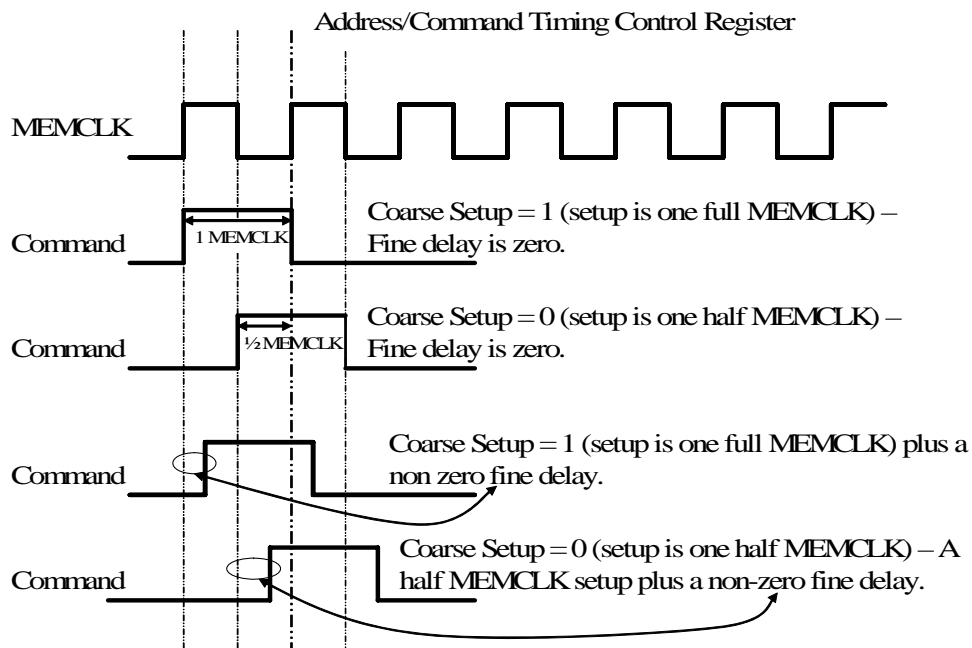 Address/Command Timing Control Register
MEMCLK
Command
1 MEMCLK
Coarse Setup = 1 (setup is one full MEMCLK) –
Fine delay is zero.
Command
½ MEMCLK
Coarse Setup = 0 (setup is one half MEMCLK) –
Fine delay is zero.
Command
Coarse Setup = 1 (setup is one full MEMCLK) plus a
non zero fine delay.
Command
Coarse Setup = 0 (setup is one half MEMCLK) – A
half MEMCLK setup plus a non-zero fine delay.